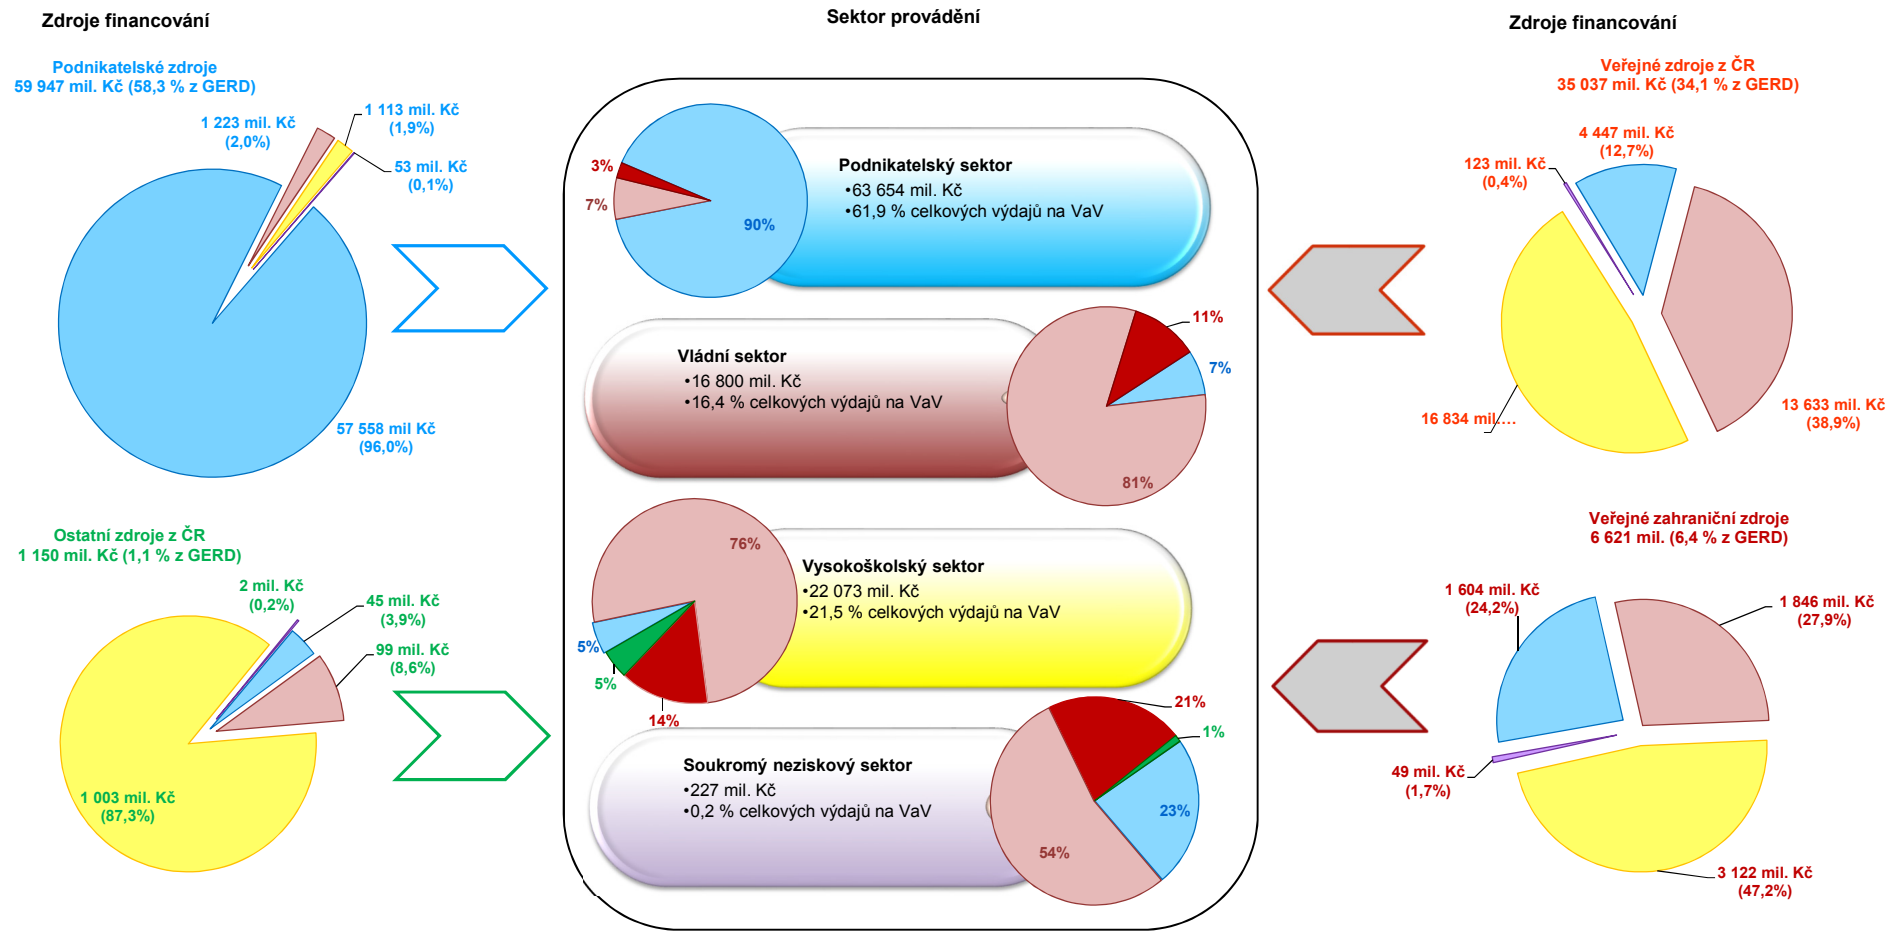 Zdroje financování
Sektor provádění
Zdroje financování
Podnikatelské zdroje
59 947 mil. Kč (58,3 % z GERD)
1 223 mil. Kč
(2,0%)
1 113 mil. Kč
(1,9%)
53 mil. Kč
(0,1%)
57 558 mil Kč
(96,0%)
Ostatní zdroje z ČR
1 150 mil. Kč (1,1 % z GERD)
2 mil. Kč
(0,2%)
45 mil. Kč
(3,9%)
99 mil. Kč
(8,6%)
1 003 mil. Kč
(87,3%)
3%
7%
90%
Podnikatelský sektor
•63 654 mil. Kč
•61,9 % celkových výdajů na VaV
Vládní sektor
•16 800 mil. Kč
•16,4 % celkových výdajů na VaV
11%
7%
81%
76%
5%
5%
14%
Vysokoškolský sektor
•22 073 mil. Kč
•21,5 % celkových výdajů na VaV
Soukromý neziskový sektor
•227 mil. Kč
•0,2 % celkových výdajů na VaV
21%
1%
23%
54%
Veřejné zdroje z ČR
35 037 mil. Kč (34,1 % z GERD)
4 447 mil. Kč
(12,7%)
123 mil. Kč
(0,4%)
16 834 mil....
13 633 mil. Kč
(38,9%)
Veřejné zahraniční zdroje
6 621 mil. (6,4 % z GERD)
1 604 mil. Kč
(24,2%)
1 846 mil. Kč
(27,9%)
49 mil. Kč
(1,7%)
3 122 mil. Kč
(47,2%)